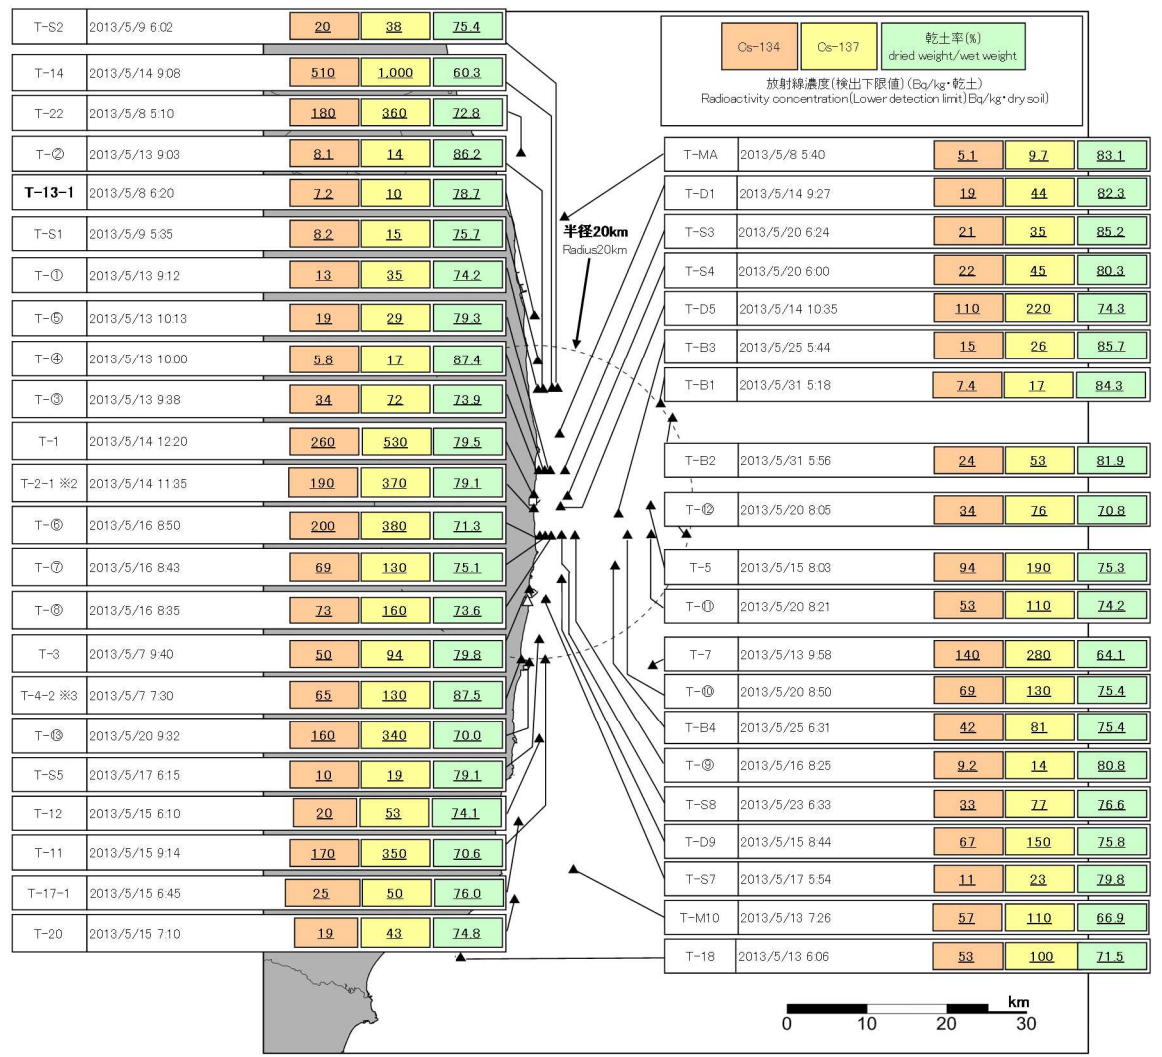 Cs-134 Cs-137 乾土率(%)
dried weight/wet weight
放射線濃度(検出下限値)(Bq/kg・乾土)
Radioactivity concentration(Lower detection limit)Bq/kg・dry soil)
T-S2 2013/5/9 6:02 20 38 75.4
T-14 2013/5/14 9:08 510 1,000 60.3
T-22 2013/5/8 5:10 180 360 72.8
T-② 2013/5/13 9:03 8.1 14 86.2
T-13-1 2013/5/8 6:20 7.2 10 78.7
T-S1 2013/5/9 5:35 8.2 15 75.7
T-① 2013/5/13 9:12 13 35 74.2
T-⑤ 2013/5/13 10:13 19 29 79.3
T-④ 2013/5/13 10:00 5.8 17 87.4
T-③ 2013/5/13 9:38 34 72 73.9
T-1 2013/5/14 12:20 260 530 79.5
T-2-1 ※2 2013/5/14 11:35 190 370 79.1
T-⑥ 2013/5/16 8:50 200 380 71.3
T-⑦ 2013/5/16 8:43 69 130 75.1
T-⑧ 2013/5/16 8:35 73 160 73.6
T-3 2013/5/7 9:40 50 94 79.8
T-4-2 ※3 2013/5/7 7:30 65 130 87.5
T-⑬ 2013/5/20 9:32 160 340 70.0
T-S5 2013/5/17 6:15 10 19 79.1
T-12 2013/5/15 6:10 20 53 74.1
T-11 2013/5/15 9:14 170 350 70.6
T-17-1 2013/5/15 6:45 25 50 76.0
T-20 2013/5/15 7:10 19 43 74.8
半径20km
Radius20km
T-MA 2013/5/8 5:40 5.1 9.7 83.1
T-D1 2013/5/14 9:27 19 44 82.3
T-S3 2013/5/20 6:24 21 35 85.2
T-S4 2013/5/20 6:00 22 45 80.3
T-D5 2013/5/14 10:35 110 220 74.3
T-B3 2013/5/25 5:44 15 26 85.7
T-B1 2013/5/31 5:18 7.4 17 84.3
T-B2 2013/5/31 5:56 24 53 81.9
T-⑫ 2013/5/20 8:05 34 76 70.8
T-5 2013/5/15 8:03 94 190 75.3
T-⑪ 2013/5/20 8:21 53 110 74.2
T-7 2013/5/13 9:58 140 280 64.1
T-⑩ 2013/5/20 8:50 69 130 75.4
T-B4 2013/5/25 6:31 42 81 75.4
T-⑨ 2013/5/16 8:25 9.2 14 80.8
T-S8 2013/5/23 6:33 33 77 76.6
T-D9 2013/5/15 8:44 67 150 75.8
T-S7 2013/5/17 5:54 11 23 79.8
T-M10 2013/5/13 7:26 57 110 66.9
T-18 2013/5/13 6:06 53 100 71.5
km
0 10 20 30